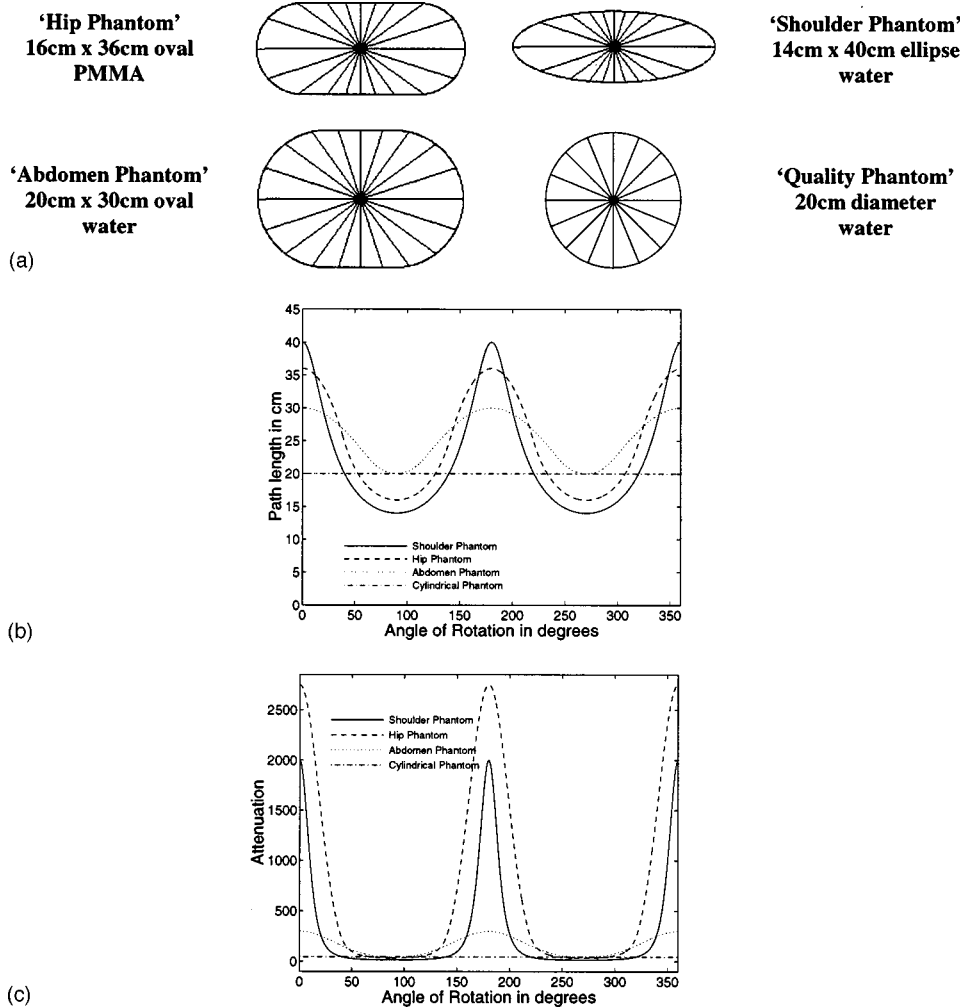 ‘Hip Phantom’
16cm x 36cm oval
PMMA
‘Shoulder Phantom’
14cm x 40cm ellipse
water
‘Abdomen Phantom’
20cm x 30cm oval
water
‘Quality Phantom’
20cm diameter
water
(a)
45
40
35
30
25
20
15
10
5
0
Path length in cm
Shoulder Phantom
Hip Phantom
Abdomen Phantom
Cylindrical Phantom
0 50 100 150 200 250 300 350
Angle of Rotation in degrees
(b)
2500
2000
1500
1000
500
0
Attenuation
Shoulder Phantom
Hip Phantom
Abdomen Phantom
Cylindrical Phantom
0 50 100 150 200 250 300 350
Angle of Rotation in degrees
(c)